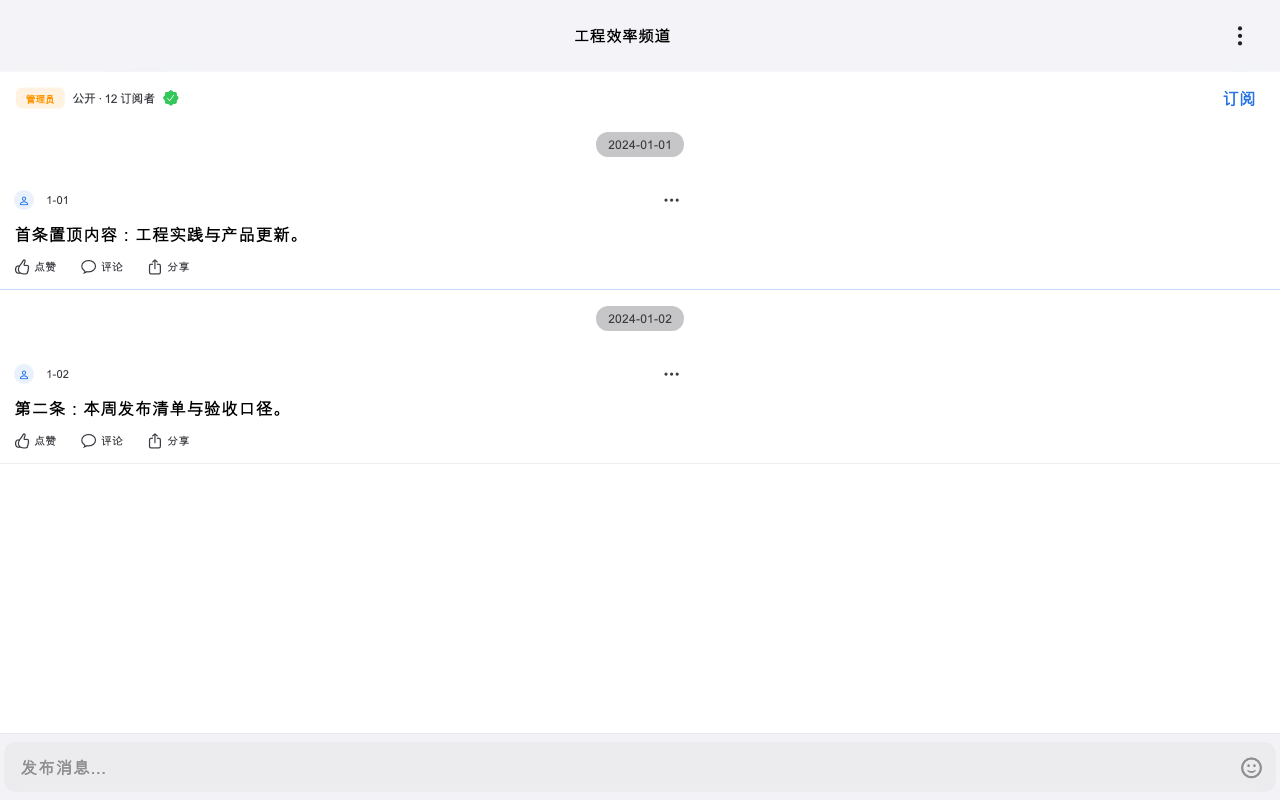 工程效率频道
管理员 公开 · 12 订阅者 订阅
2024-01-01
1-01
首条置顶内容：工程实践与产品更新。
点赞 评论 分享
2024-01-02
1-02
第二条：本周发布清单与验收口径。
点赞 评论 分享
发布消息...